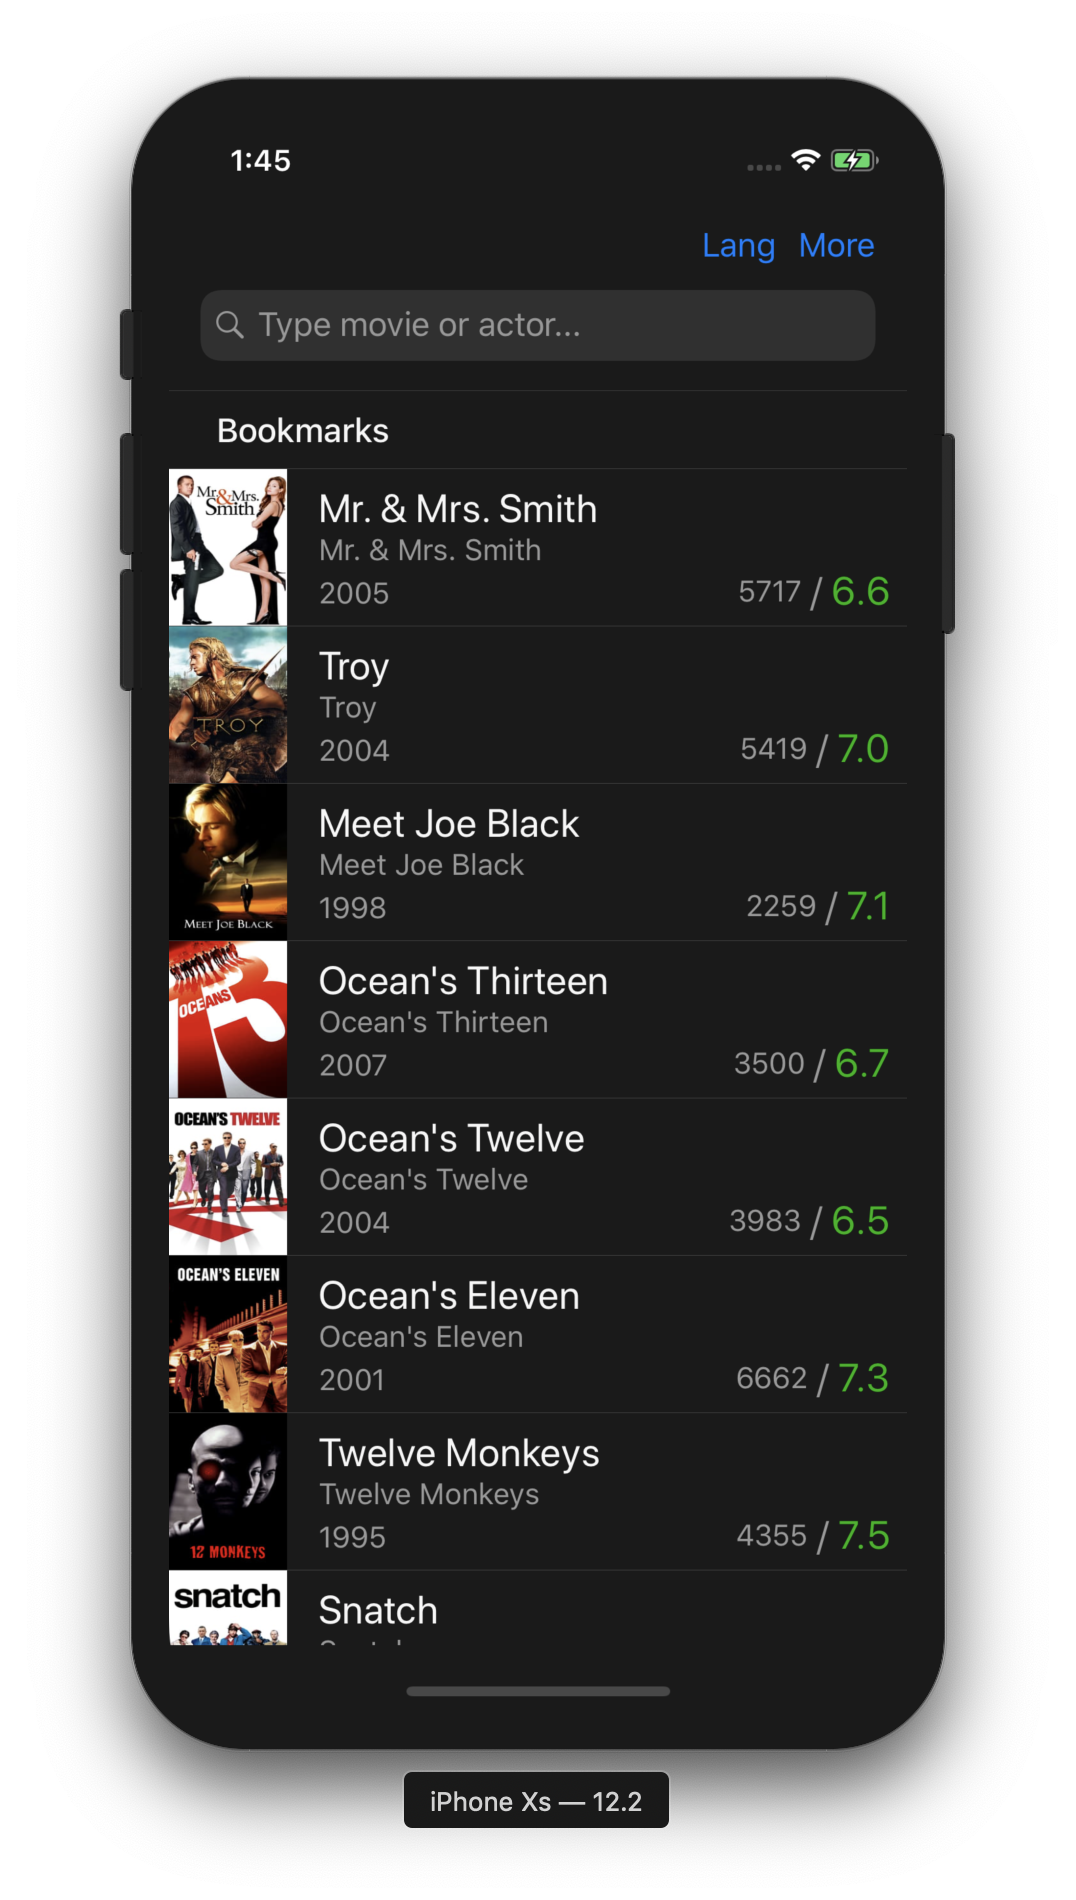 1:45
Lang More
Type movie or actor...
Bookmarks
Mr. & Mrs. Smith
Mr. & Mrs. Smith
Mr. & Mrs. Smith
2005
5717 / 6.6
TROY
Troy
Troy
2004
5419 / 7.0
MEET JOE BLACK
Meet Joe Black
Meet Joe Black
1998
2259 / 7.1
OCEANS
13
Ocean's Thirteen
Ocean's Thirteen
2007
3500 / 6.7
OCEAN'S TWELVE
Ocean's Twelve
Ocean's Twelve
2004
3983 / 6.5
OCEAN'S ELEVEN
Ocean's Eleven
Ocean's Eleven
2001
6662 / 7.3
12 MONKEYS
Twelve Monkeys
Twelve Monkeys
1995
4355 / 7.5
snatch
Snatch
iPhone Xs — 12.2